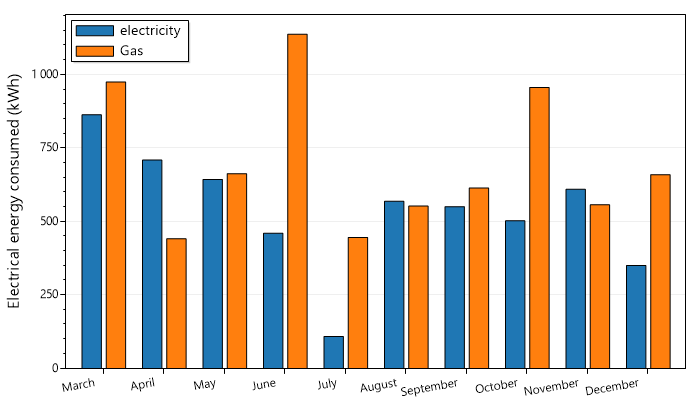 electricity
Gas
Electrical energy consumed (kWh)
1 000
750
500
250
0
March April May June July August September October November December